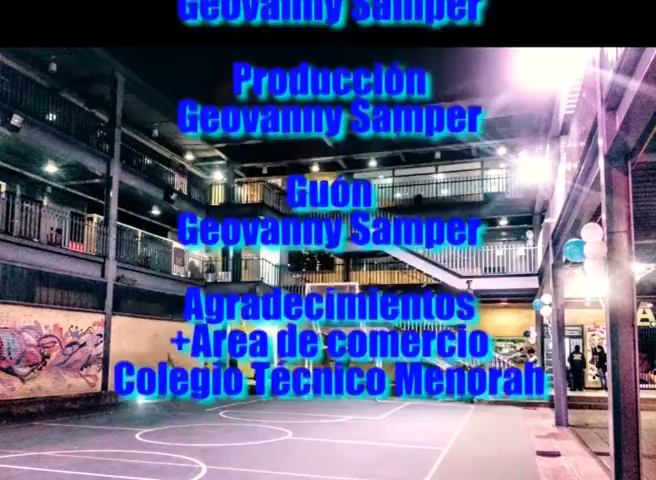 Geovanny Samper
Producción
Geovanny Samper
Guón
Geovanny Samper
Agradecimientos
+Area de comercio
Colegio Técnico Menorah